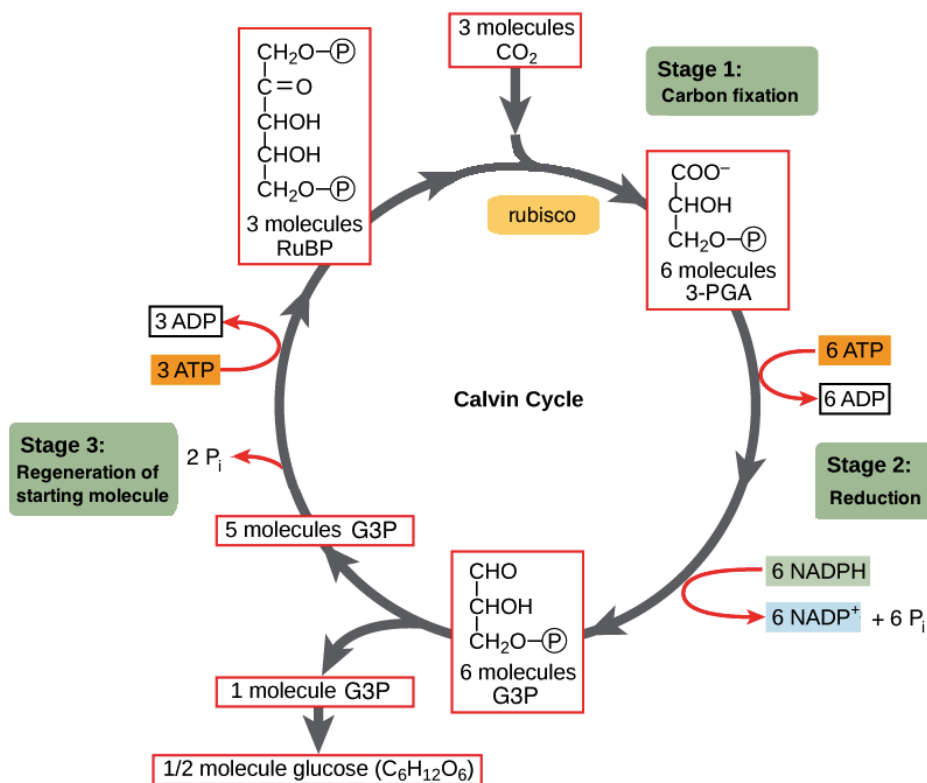 3 molecules
CO₂
Stage 1:
Carbon fixation
CH₂O–Ⓟ
C=O
CHOH
CHOH
CH₂O–Ⓟ
3 molecules
RuBP
rubisco
COO⁻
CHOH
CH₂O–Ⓟ
6 molecules
3-PGA
3 ADP
3 ATP
6 ATP
6 ADP
Calvin Cycle
Stage 3:
Regeneration of
starting molecule
2 Pᵢ
Stage 2:
Reduction
5 molecules G3P
6 NADPH
6 NADP⁺ + 6 Pᵢ
CHO
CHOH
CH₂O–Ⓟ
6 molecules
G3P
1 molecule G3P
1/2 molecule glucose (C₆H₁₂O₆)